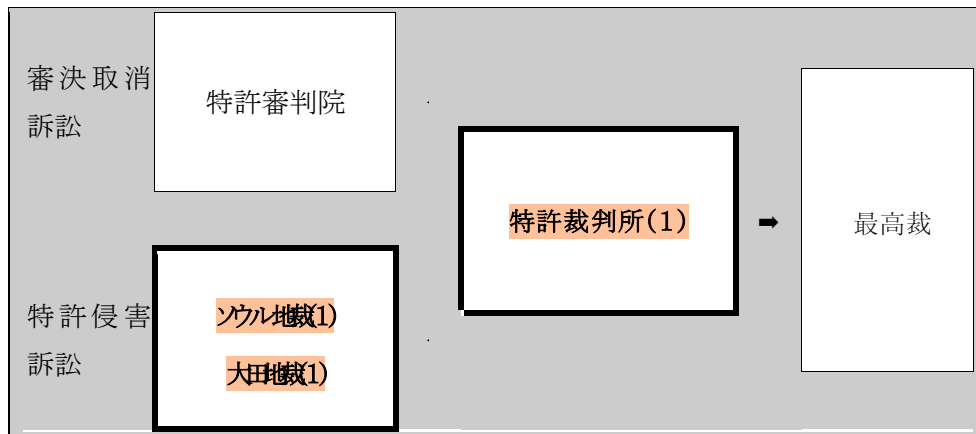 審決取消
訴訟
特許審判院
特許侵害
訴訟
ソウル地裁(1)
大田地裁(1)
特許裁判所(1)
➡
最高裁